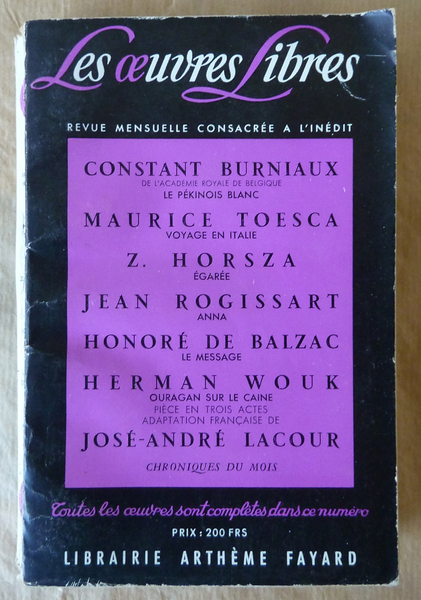 Les œuvres Libres
REVUE MENSUELLE CONSACRÉE A L'INÉDIT
CONSTANT BURNIAUX
DE L'ACADEMIE ROYALE DE BELGIQUE
LE PÉKINOIS BLANC
MAURICE TOESCA
VOYAGE EN ITALIE
Z. HORSZA
ÉGARÉE
JEAN ROGISSART
ANNA
HONORÉ DE BALZAC
LE MESSAGE
HERMAN WOUK
OURAGAN SUR LE CAINE
PIÈCE EN TROIS ACTES
ADAPTATION FRANÇAISE DE
JOSÉ-ANDRÉ LACOUR
CHRONIQUES DU MOIS
Toutes les œuvres sont complètes dans ce numéro
PRIX : 200 FRS
LIBRAIRIE ARTHÈME FAYARD